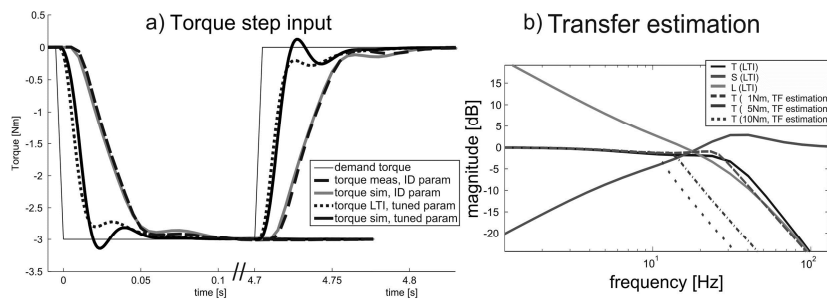 a) Torque step input
0.5
0
-0.5
-1
-1.5
-2
-2.5
-3
-3.5
Torque [Nm]
demand torque
torque meas, ID param
torque sim, ID param
torque LTI, tuned param
torque sim, tuned param
0 0.05 0.1 4.7 4.75 4.8
time [s] time [s]
b) Transfer estimation
15
10
5
0
-5
-10
-15
-20
magnitude [dB]
T (LTI)
S (LTI)
L (LTI)
T ( 1Nm, TF estimation
T ( 5Nm, TF estimation
T (10Nm, TF estimation
10¹ 10²
frequency [Hz]